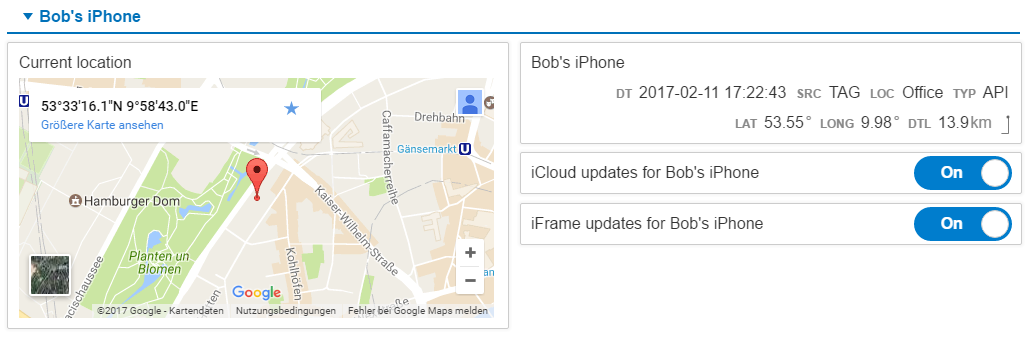 Bob's iPhone
Current location
53°33'16.1"N 9°58'43.0"E
Größere Karte ansehen
Drehbahn
Caffamacherreihe
Gänsemarkt U
U
Hamburger Dom
Kaiser-Wilhelm-Straße
Planten un
Blomen
Kohlhöfen
Google
©2017 Google - Kartendaten Nutzungsbedingungen Fehler bei Google Maps melden
Bob's iPhone
DT 2017-02-11 17:22:43 SRC TAG LOC Office TYP API
LAT 53.55° LONG 9.98° DTL 13.9km
iCloud updates for Bob's iPhone On
iFrame updates for Bob's iPhone On